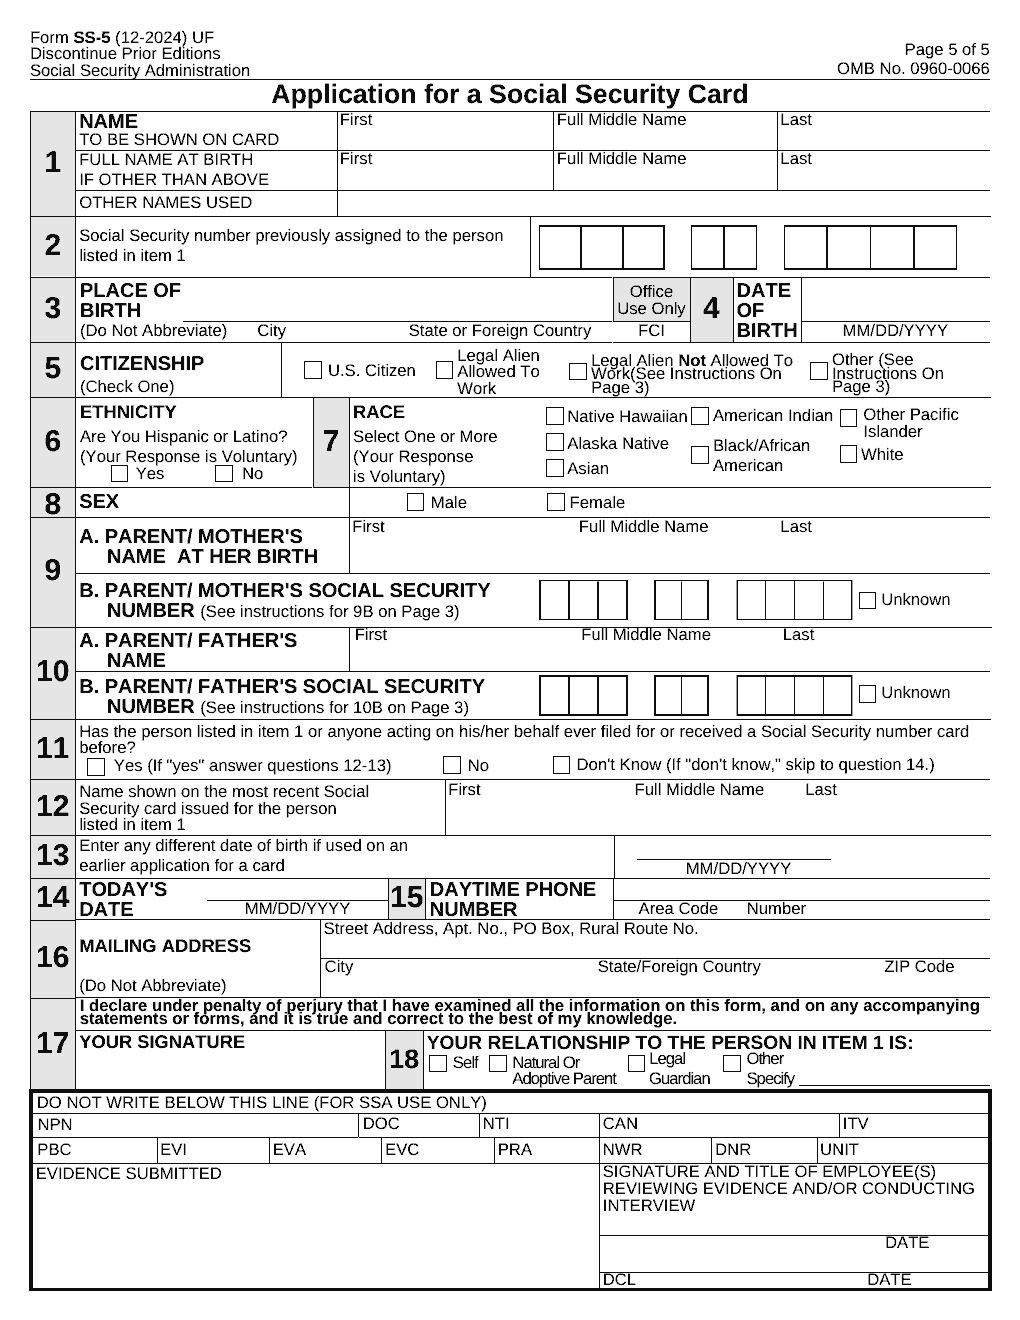 Form SS-5 (12-2024) UF
Discontinue Prior Editions
Social Security Administration
Page 5 of 5
OMB No. 0960-0066
Application for a Social Security Card
1
NAME
TO BE SHOWN ON CARD
First Full Middle Name Last
FULL NAME AT BIRTH
IF OTHER THAN ABOVE
First Full Middle Name Last
OTHER NAMES USED
2
Social Security number previously assigned to the person
listed in item 1
3
PLACE OF
BIRTH
(Do Not Abbreviate) City State or Foreign Country
Office
Use Only
FCI
4
DATE
OF
BIRTH
MM/DD/YYYY
5
CITIZENSHIP
(Check One)
U.S. Citizen
Legal Alien
Allowed To
Work
Legal Alien Not Allowed To
Work(See Instructions On
Page 3)
Other (See
Instructions On
Page 3)
6
ETHNICITY
Are You Hispanic or Latino?
(Your Response is Voluntary)
Yes No
7
RACE
Select One or More
(Your Response
is Voluntary)
Native Hawaiian
Alaska Native
Asian
American Indian
Black/African
American
Other Pacific
Islander
White
8
SEX
Male Female
9
A. PARENT/ MOTHER'S
NAME AT HER BIRTH
First Full Middle Name Last
B. PARENT/ MOTHER'S SOCIAL SECURITY
NUMBER (See instructions for 9B on Page 3)
Unknown
10
A. PARENT/ FATHER'S
NAME
First Full Middle Name Last
B. PARENT/ FATHER'S SOCIAL SECURITY
NUMBER (See instructions for 10B on Page 3)
Unknown
11
Has the person listed in item 1 or anyone acting on his/her behalf ever filed for or received a Social Security number card
before?
Yes (If "yes" answer questions 12-13) No Don't Know (If "don't know," skip to question 14.)
12
Name shown on the most recent Social
Security card issued for the person
listed in item 1
First Full Middle Name Last
13
Enter any different date of birth if used on an
earlier application for a card
MM/DD/YYYY
14
TODAY'S
DATE
MM/DD/YYYY
15
DAYTIME PHONE
NUMBER
Area Code Number
16
MAILING ADDRESS
(Do Not Abbreviate)
Street Address, Apt. No., PO Box, Rural Route No.
City State/Foreign Country ZIP Code
17
I declare under penalty of perjury that I have examined all the information on this form, and on any accompanying
statements or forms, and it is true and correct to the best of my knowledge.
YOUR SIGNATURE
18
YOUR RELATIONSHIP TO THE PERSON IN ITEM 1 IS:
Self
Natural Or
Adoptive Parent
Legal
Guardian
Other
Specify
DO NOT WRITE BELOW THIS LINE (FOR SSA USE ONLY)
NPN DOC NTI CAN ITV
PBC EVI EVA EVC PRA NWR DNR UNIT
EVIDENCE SUBMITTED
SIGNATURE AND TITLE OF EMPLOYEE(S)
REVIEWING EVIDENCE AND/OR CONDUCTING
INTERVIEW
DATE
DCL DATE